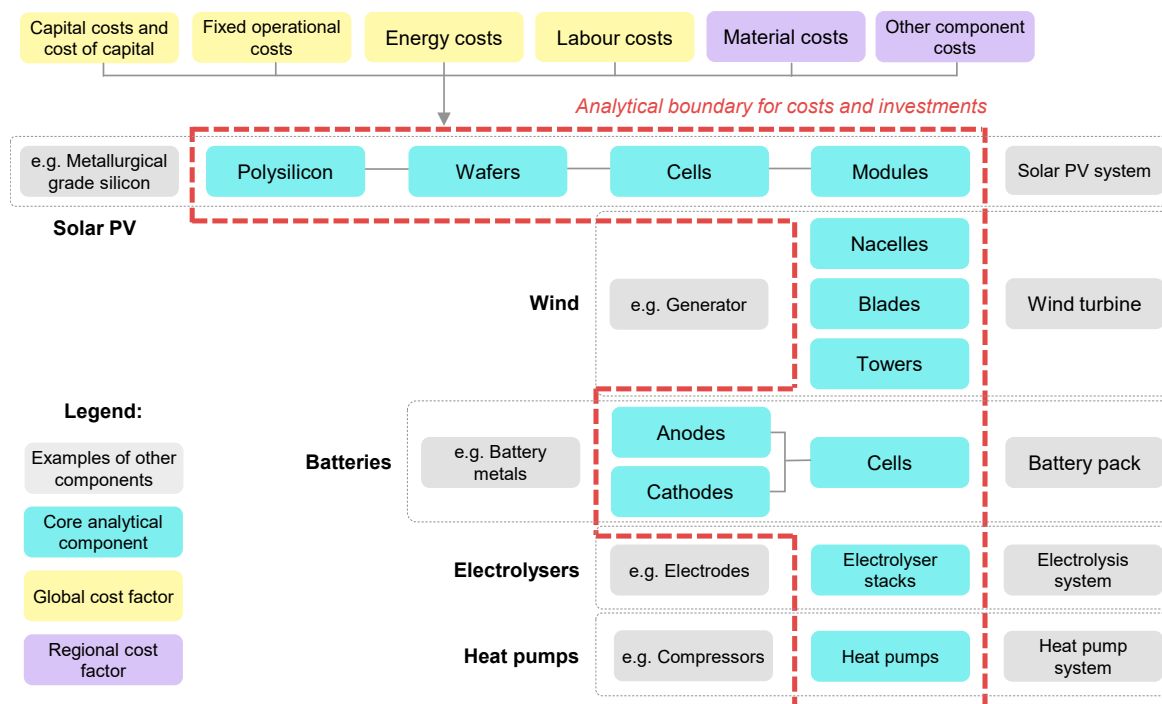 Capital costs and
cost of capital
Fixed operational
costs
Energy costs
Labour costs
Material costs
Other component
costs
Analytical boundary for costs and investments
e.g. Metallurgical
grade silicon
Polysilicon
Wafers
Cells
Modules
Solar PV system
Solar PV
Nacelles
Wind
e.g. Generator
Blades
Wind turbine
Towers
Legend:
Examples of other
components
Core analytical
component
Global cost factor
Regional cost
factor
Batteries
e.g. Battery
metals
Anodes
Cathodes
Cells
Battery pack
Electrolysers
e.g. Electrodes
Electrolyser
stacks
Electrolysis
system
Heat pumps
e.g. Compressors
Heat pumps
Heat pump
system